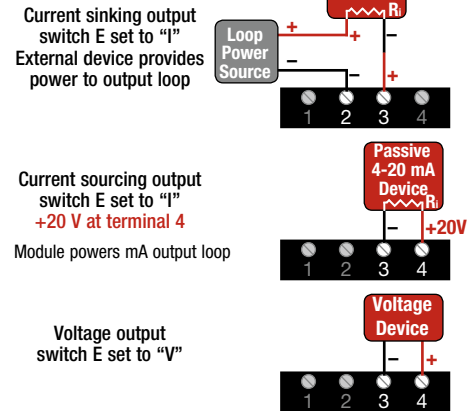 Current sinking output
switch E set to “I”
External device provides
power to output loop
Loop
Power
Source
+
+
–
–
Ri
–
+
1 2 3 4
Current sourcing output
switch E set to “I”
+20 V at terminal 4
Module powers mA output loop
Passive
4-20 mA
Device
Ri
–
+20V
1 2 3 4
Voltage output
switch E set to “V”
Voltage
Device
–
+
1 2 3 4